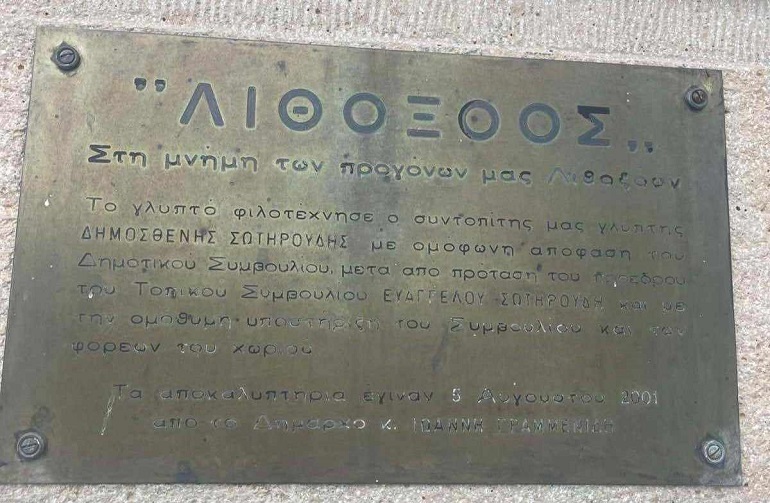 "ΛΙΘΟΞΟΟΣ„
Στη μνήμη των προγόνων μας Λιθοξόων
Το γλυπτό φιλοτέχνησε ο συντοπίτης μας γλύπτης
ΔΗΜΟΣΘΕΝΗΣ ΣΩΤΗΡΟΥΔΗΣ με ομόφωνη απόφαση του
Δημοτικού Συμβουλίου, μετά από πρόταση του Προέδρου
του Τοπικού Συμβουλίου ΕΥΑΓΓΕΛΟΥ ΣΩΤΗΡΟΥΔΗ και με
την ομόθυμη υποστήριξη του Συμβουλίου και των
φορέων του χωριού
Τα αποκαλυπτήρια έγιναν 5 Αυγούστου 2001
από το Δήμαρχο κ. ΙΩΑΝΝΗ ΓΡΑΜΜΕΝΙΔΗ